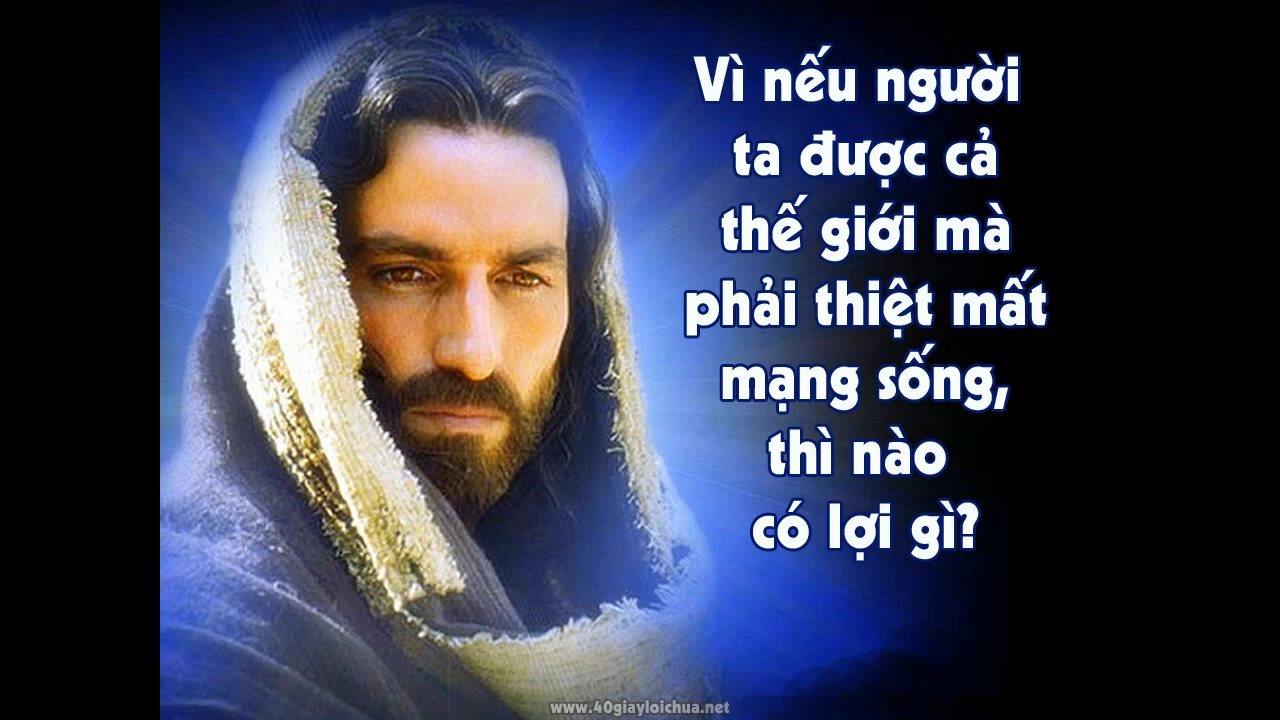 Vì nếu người
ta được cả
thế giới mà
phải thiệt mất
mạng sống,
thì nào
có lợi gì?
www.40giayloichua.net